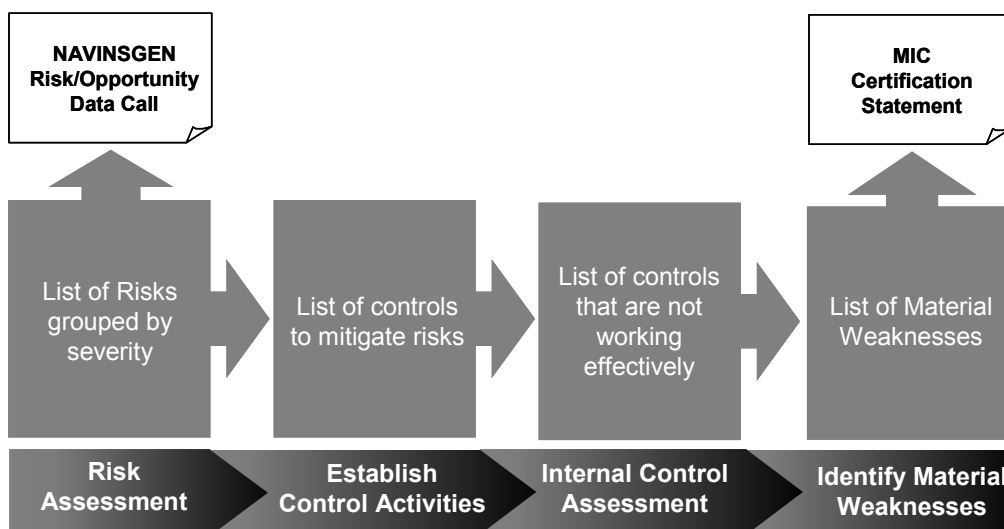 NAVINSGEN
Risk/Opportunity
Data Call
MIC
Certification
Statement
List of Risks
grouped by
severity
List of controls
to mitigate risks
List of controls
that are not
working
effectively
List of Material
Weaknesses
Risk
Assessment
Establish
Control Activities
Internal Control
Assessment
Identify Material
Weaknesses